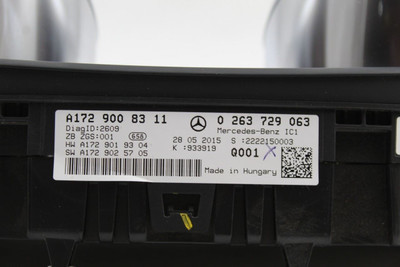 A172 900 83 11 0 263 729 063
DiagID:2609 Mercedes-Benz IC1
ZB ZGS:001 658 28 05 2015 S :2222150003
HW A172 901 93 04 K :933919 Q001
SW A172 902 57 05 Made in Hungary